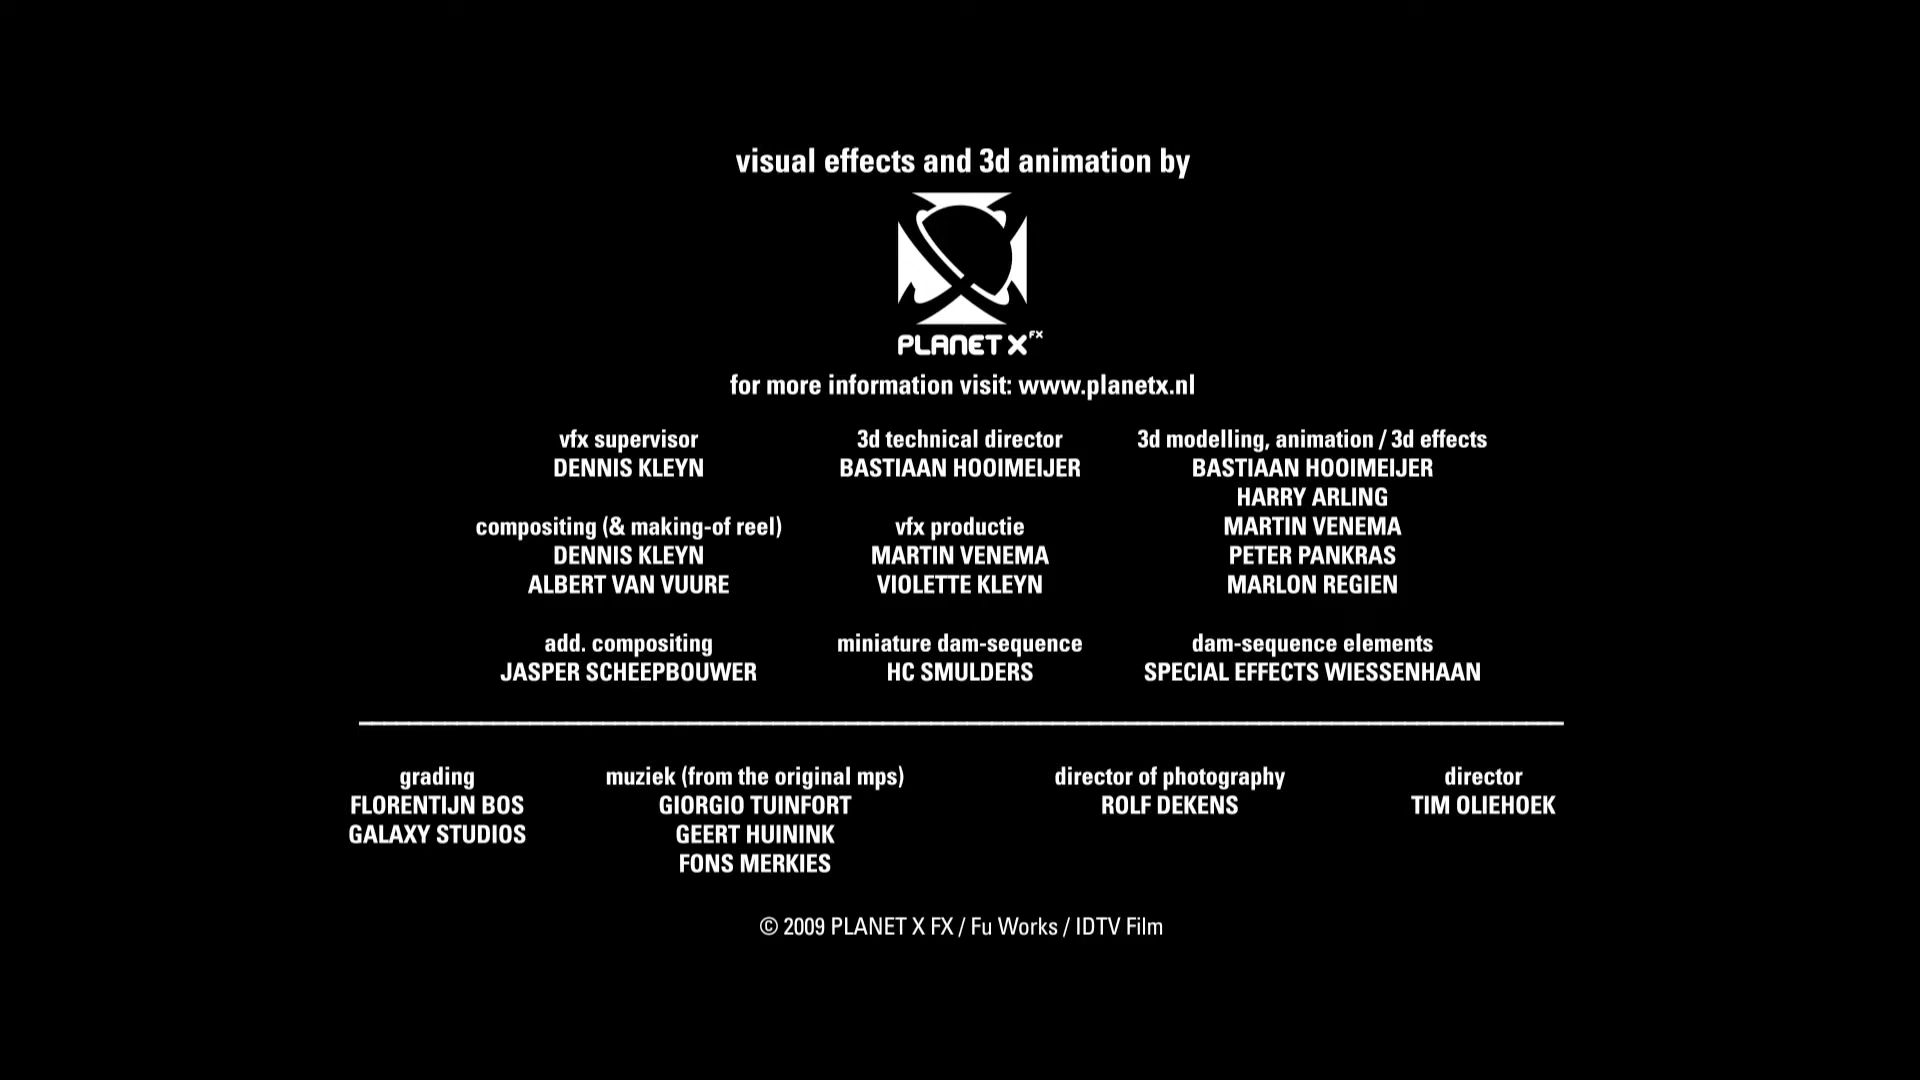 visual effects and 3d animation by
PLANET X FX
for more information visit: www.planetx.nl
vfx supervisor
DENNIS KLEYN
3d technical director
BASTIAAN HOOIMEIJER
3d modelling, animation / 3d effects
BASTIAAN HOOIMEIJER
HARRY ARLING
MARTIN VENEMA
PETER PANKRAS
MARLON REGIEN
compositing (& making-of reel)
DENNIS KLEYN
ALBERT VAN VUURE
vfx productie
MARTIN VENEMA
VIOLETTE KLEYN
add. compositing
JASPER SCHEEPBOUWER
miniature dam-sequence
HC SMULDERS
dam-sequence elements
SPECIAL EFFECTS WIESSENHAAN
grading
FLORENTIJN BOS
GALAXY STUDIOS
muziek (from the original mps)
GIORGIO TUINFORT
GEERT HUININK
FONS MERKIES
director of photography
ROLF DEKENS
director
TIM OLIEHOEK
© 2009 PLANET X FX / Fu Works / IDTV Film